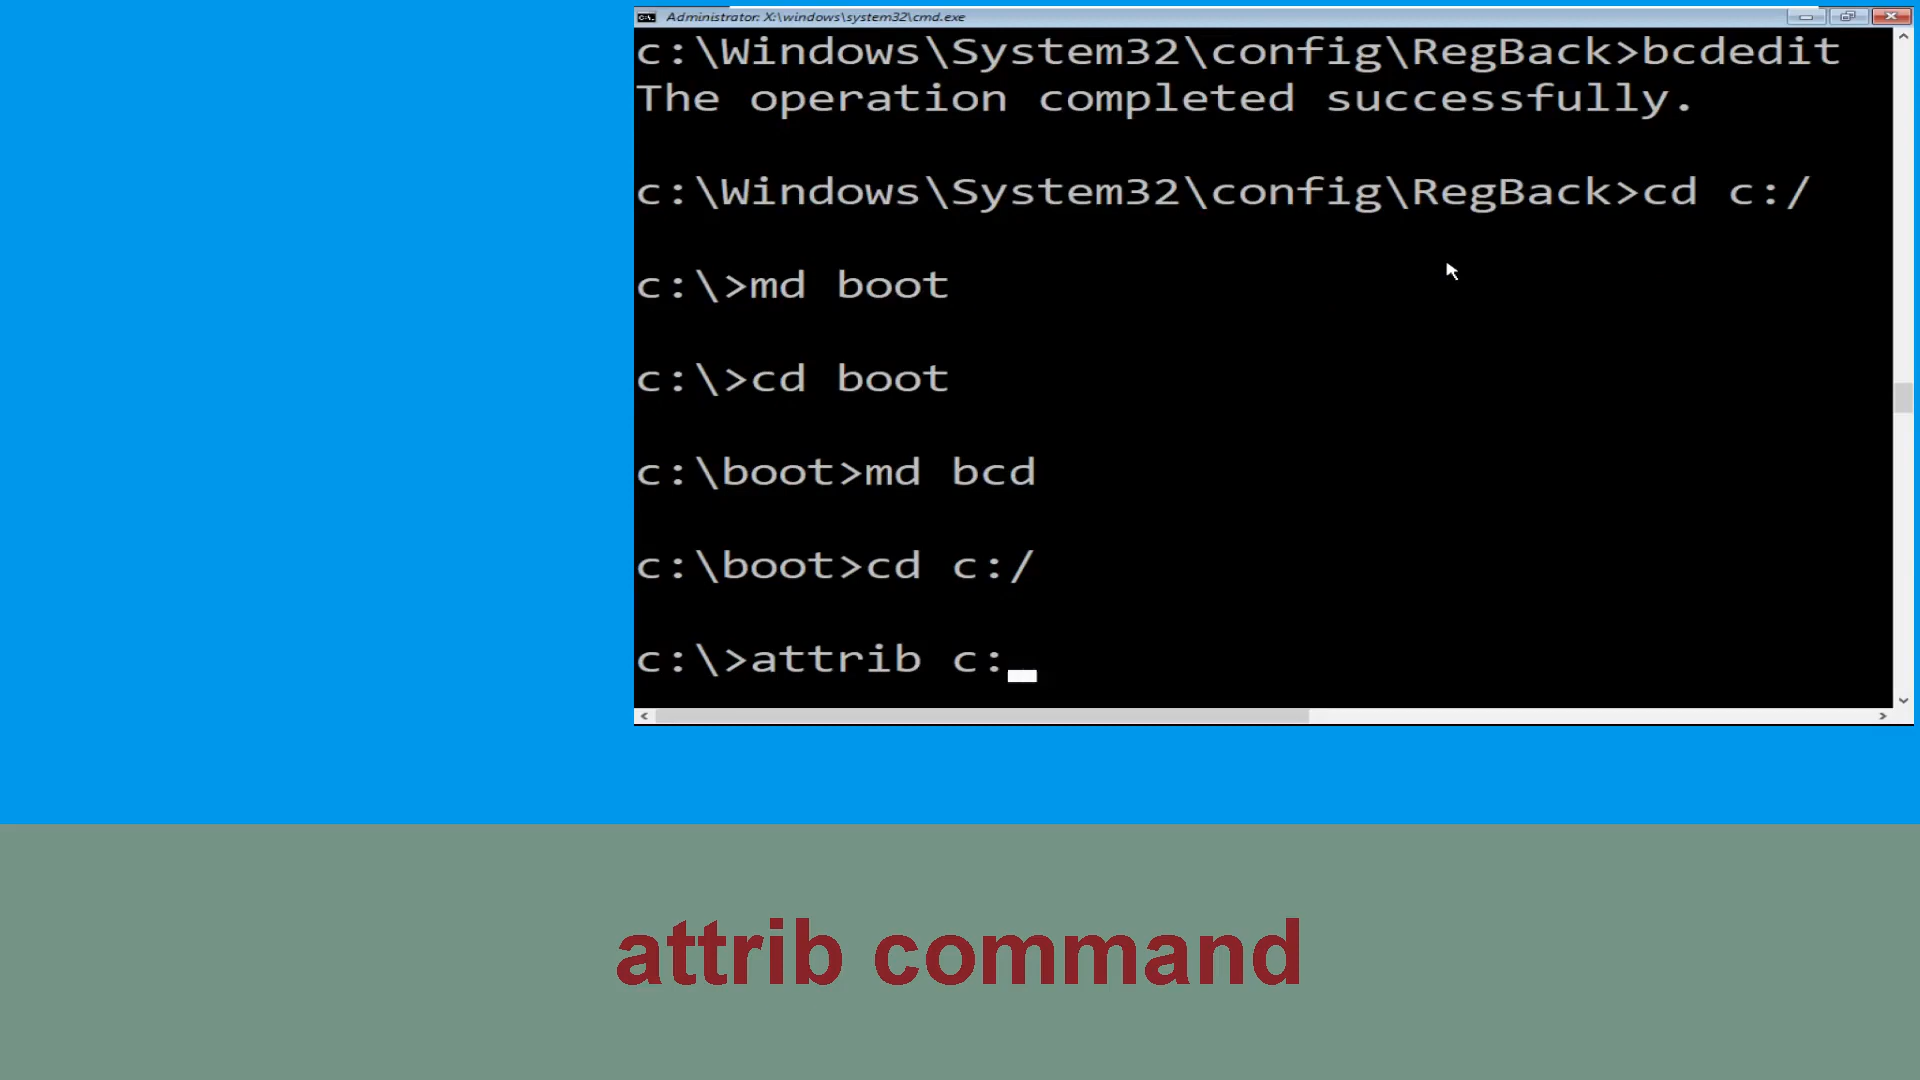 Administrator: X:\windows\system32\cmd.exe
c:\Windows\System32\config\RegBack>bcdedit
The operation completed successfully.
c:\Windows\System32\config\RegBack>cd c:/
c:\>md boot
c:\>cd boot
c:\boot>md bcd
c:\boot>cd c:/
c:\>attrib c:
attrib command